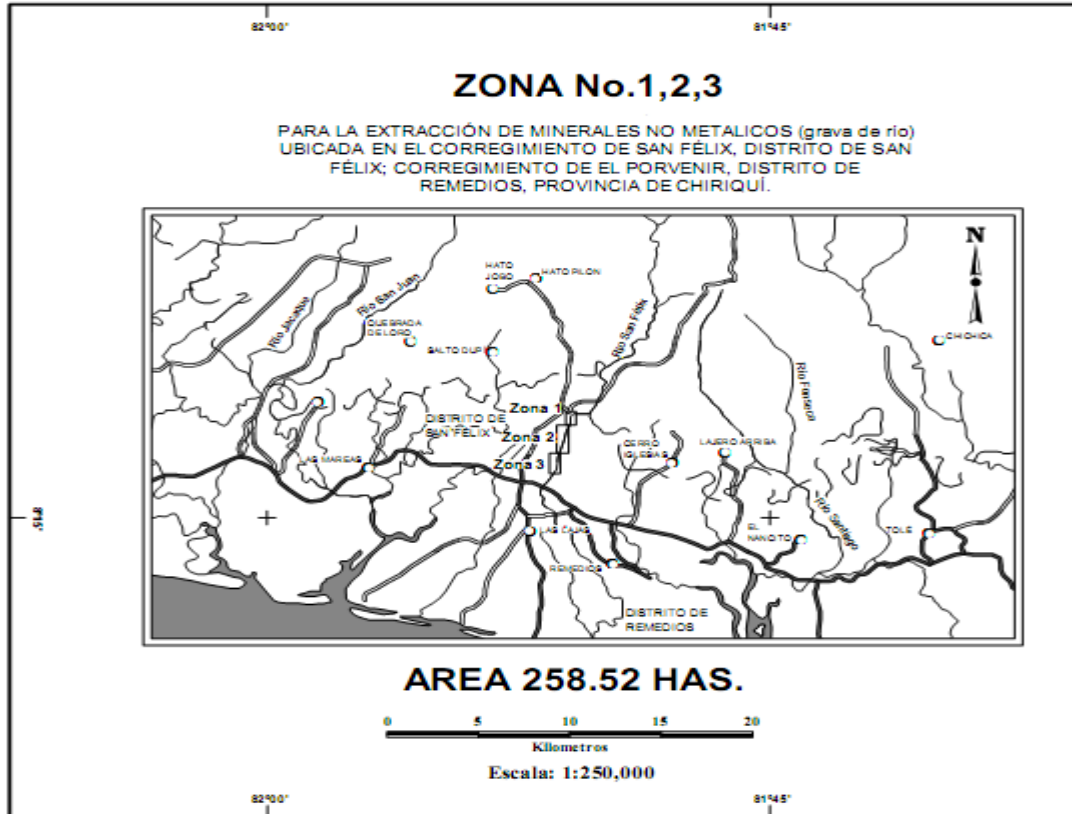 82°00'
81°45'
ZONA No.1,2,3
PARA LA EXTRACCIÓN DE MINERALES NO METALICOS (grava de río)
UBICADA EN EL CORREGIMIENTO DE SAN FÉLIX, DISTRITO DE SAN
FÉLIX; CORREGIMIENTO DE EL PORVENIR, DISTRITO DE
REMEDIOS, PROVINCIA DE CHIRIQUÍ.
N
HATO
JOBO
HATO PILON
Río San Juan
Río San Félix
QUEBRADA
DE LORO
SALTO DUPI
CHICHICA
Río Fonseca
Zona 1
DISTRITO DE
SAN FÉLIX
Zona 2
Zona 3
LAS MAREAS
CERRO
IGLESIAS
LAJERO ARRIBA
Río Santiago
EL
NANCITO
TOLE
LAS CAJAS
REMEDIOS
DISTRITO DE
REMEDIOS
AREA 258.52 HAS.
0 5 10 15 20
Kilometros
Escala: 1:250,000
82°00'
81°45'